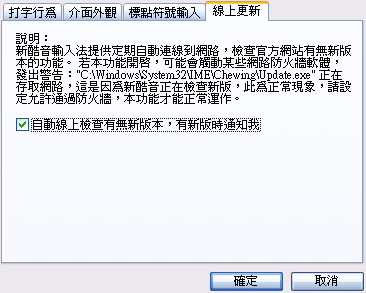 打字行為 介面外觀 標點符號輸入 線上更新
說明：
新酷音輸入法提供定期自動連線到網路，檢查官方網站有無新版
本的功能。 若本功能開啓，可能會觸動某些網路防火牆軟體，
發出警告："C:\Windows\System32\IME\Chewing\Update.exe" 正在
存取網路，這是因為新酷音正在檢查新版，此為正常現象，請設
定允許通過防火牆，本功能才能正常運作。
自動線上檢查有無新版本，有新版時通知我
確定 取消